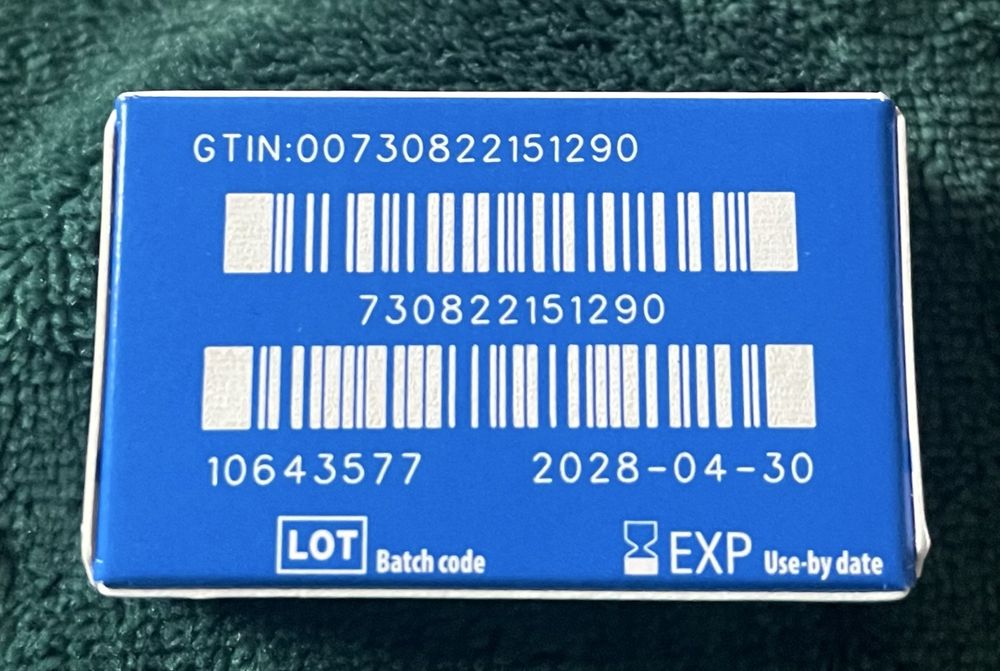 GTIN:00730822151290
730822151290
10643577 2028-04-30
LOT Batch code EXP Use-by date